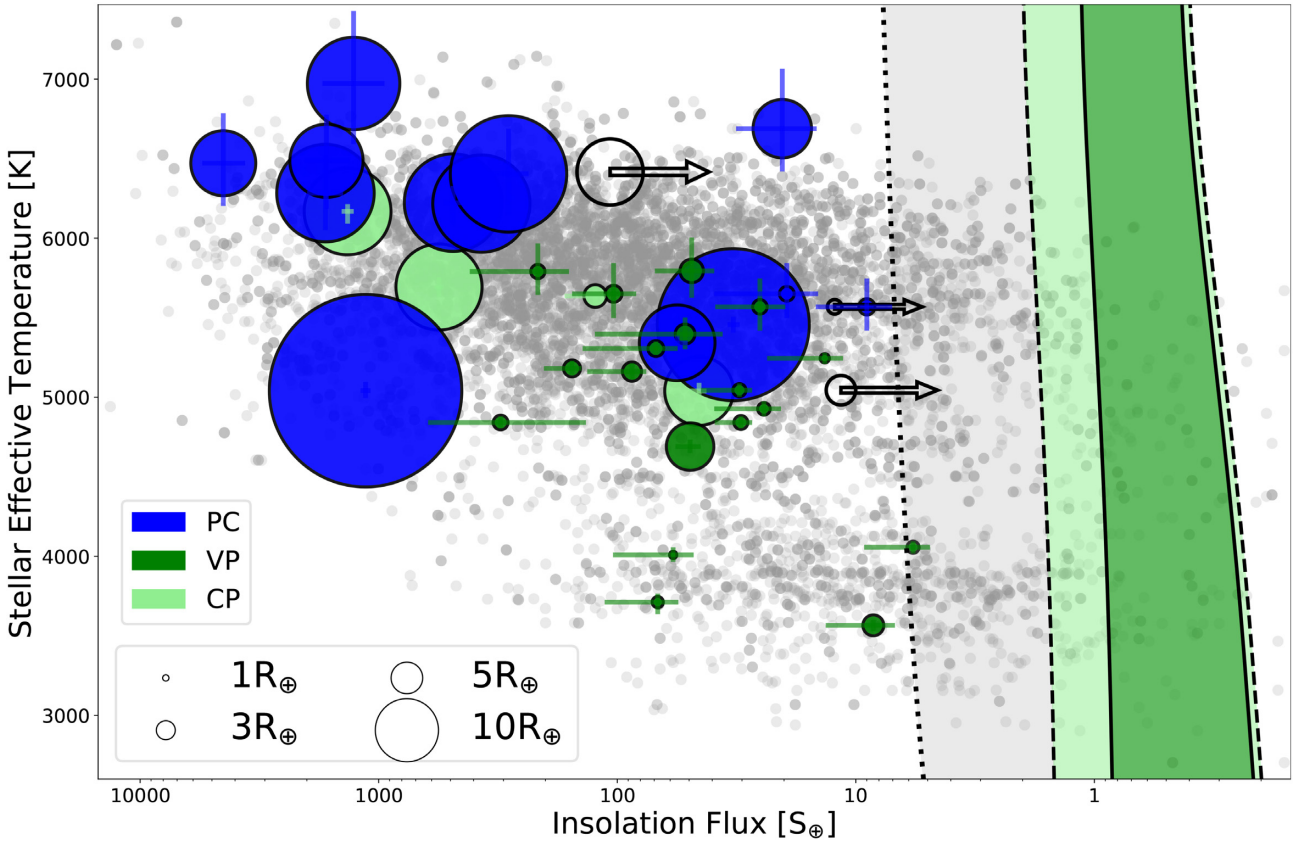 Stellar Effective Temperature [K]
7000
6000
5000
4000
3000
PC
VP
CP
1R⊕
5R⊕
3R⊕
10R⊕
10000
1000
100
10
1
Insolation Flux [S⊕]